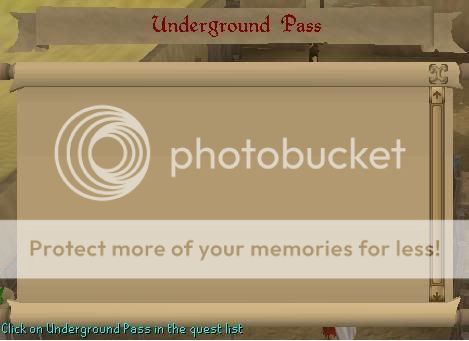 Underground Pass
photobucket
Protect more of your memories for less!
Click on Underground Pass in the quest list